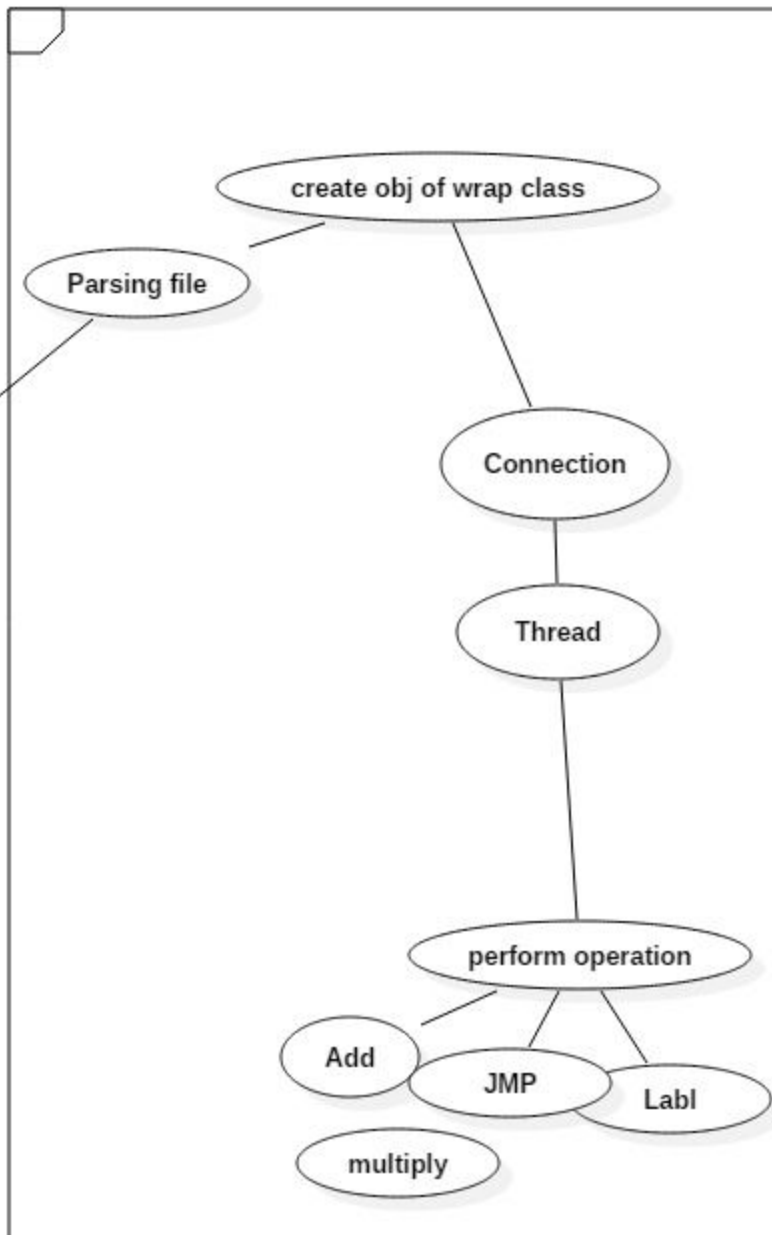 create obj of wrap class
Parsing file
Connection
Thread
perform operation
Add
JMP
Labl
multiply